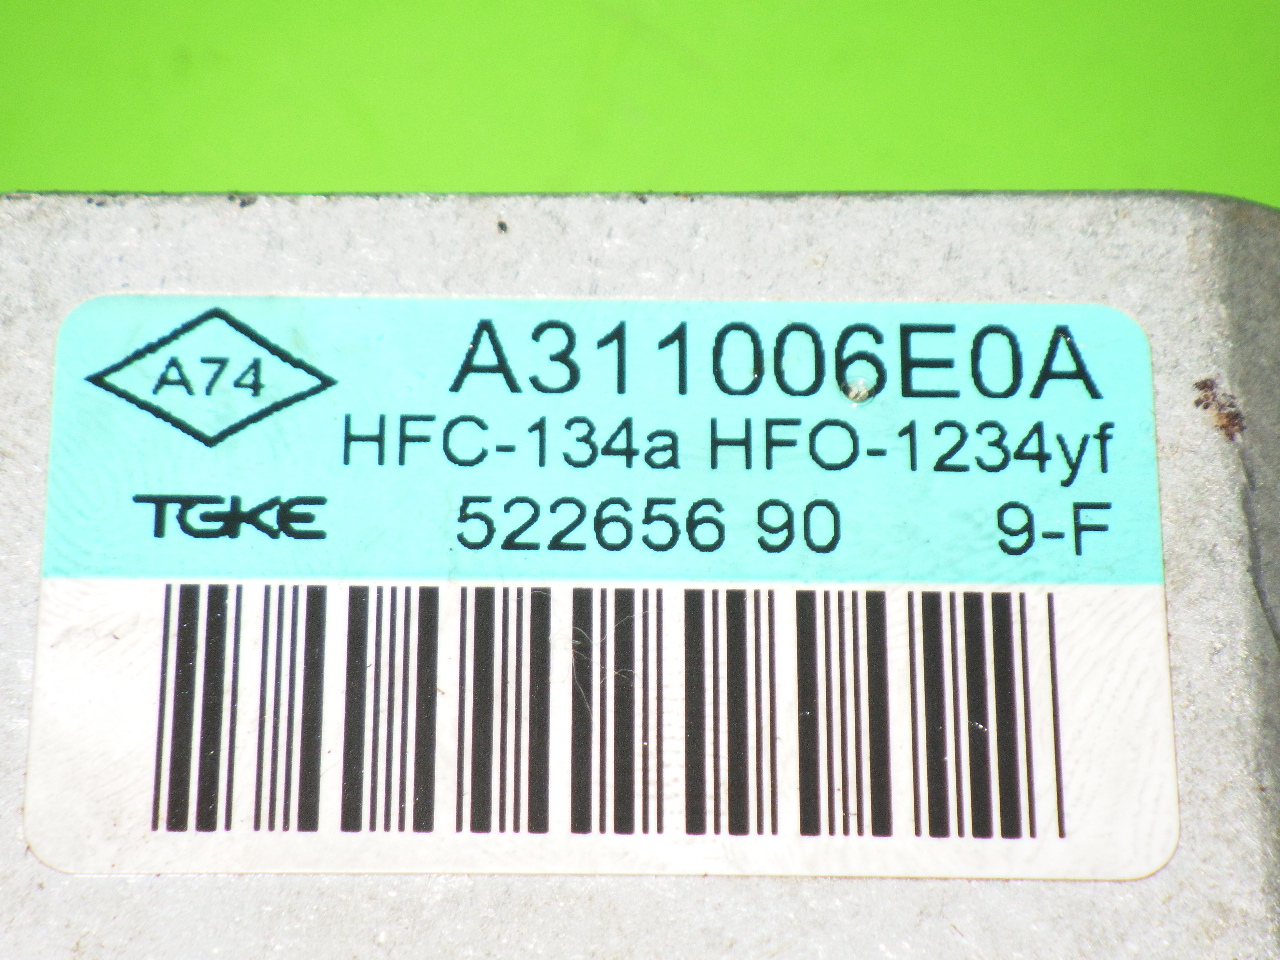 A74
A311006E0A
HFC-134a HFO-1234yf
TGKE 522656 90 9-F